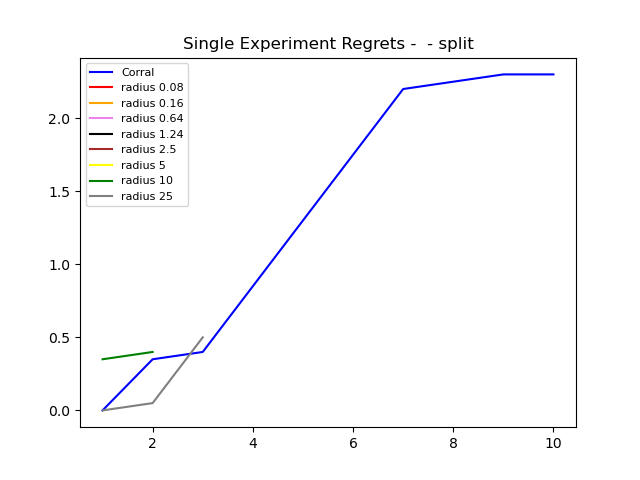 Single Experiment Regrets -  - split
Corral
radius 0.08
radius 0.16
radius 0.64
radius 1.24
radius 2.5
radius 5
radius 10
radius 25
2.0
1.5
1.0
0.5
0.0
2 4 6 8 10